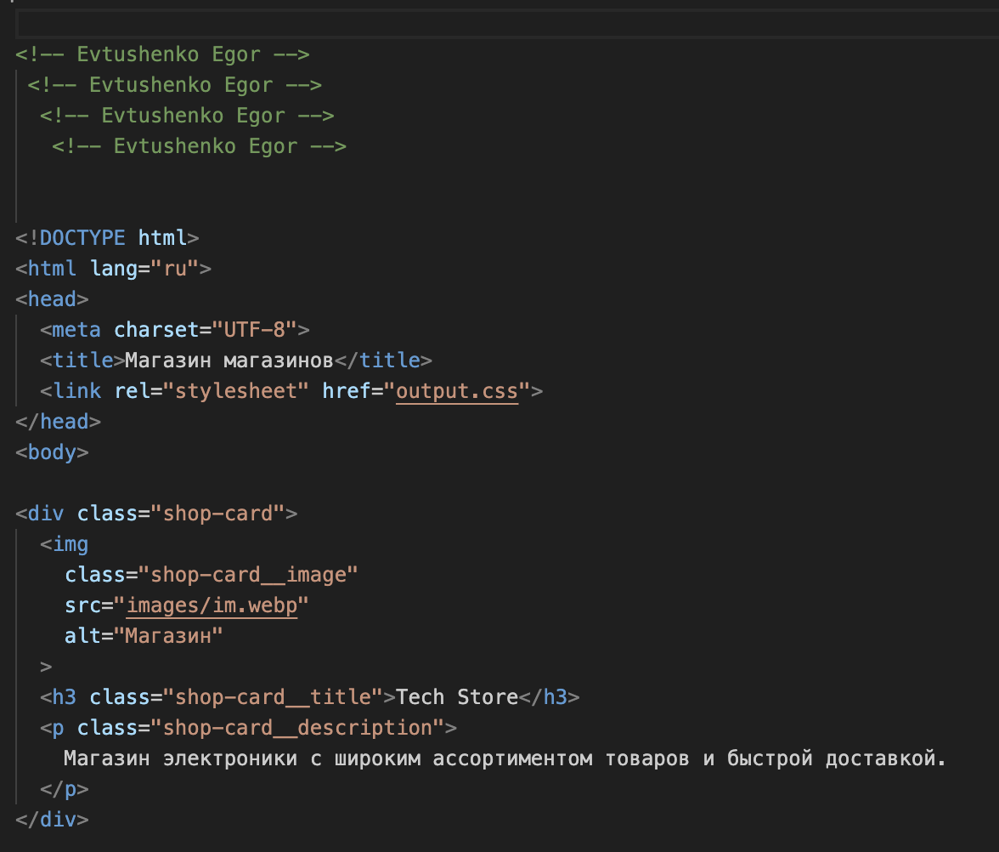 <!-- Evtushenko Egor -->
<!-- Evtushenko Egor -->
<!-- Evtushenko Egor -->
<!-- Evtushenko Egor -->
<!DOCTYPE html>
<html lang="ru">
<head>
<meta charset="UTF-8">
<title>Магазин магазинов</title>
<link rel="stylesheet" href="output.css">
</head>
<body>
<div class="shop-card">
<img
class="shop-card__image"
src="images/im.webp"
alt="Магазин"
>
<h3 class="shop-card__title">Tech Store</h3>
<p class="shop-card__description">
Магазин электроники с широким ассортиментом товаров и быстрой доставкой.
</p>
</div>